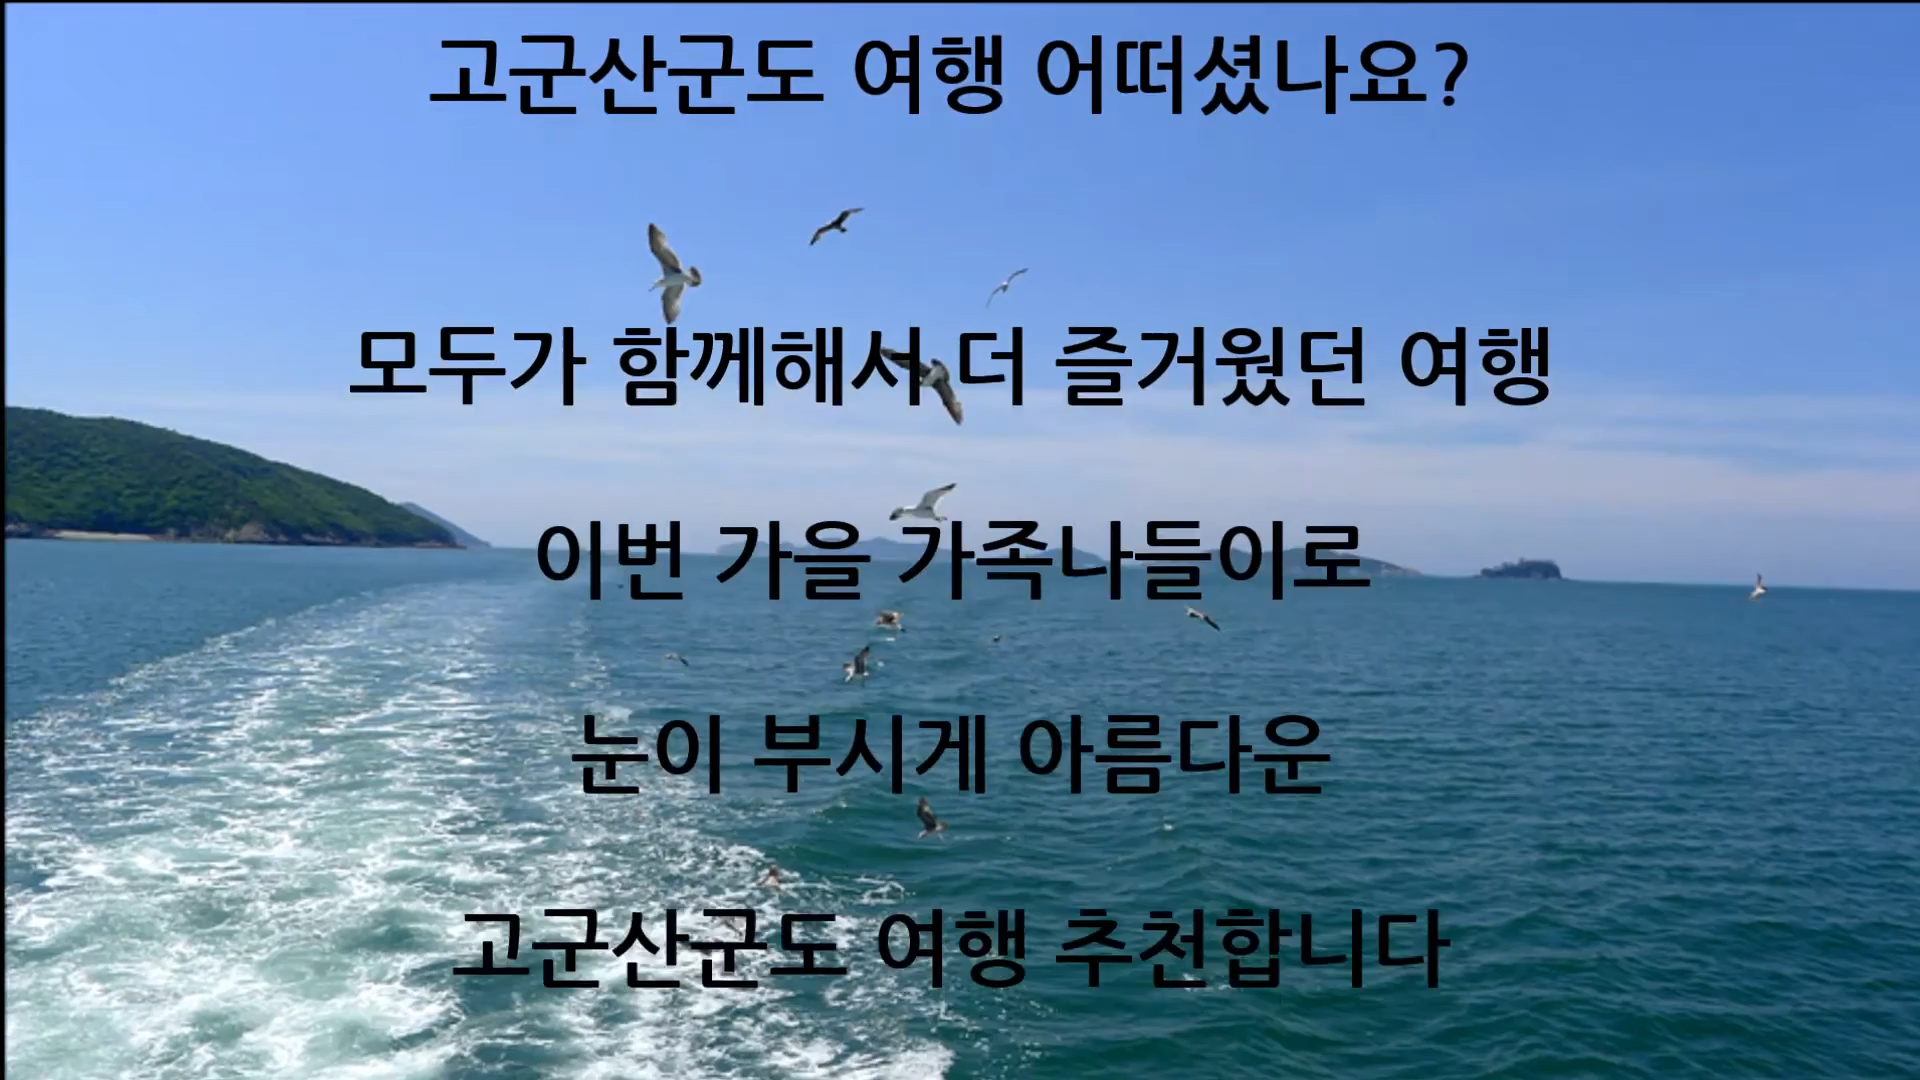 고군산군도 여행 어떠셨나요?
모두가 함께해서 더 즐거웠던 여행
이번 가을 가족나들이로
눈이 부시게 아름다운
고군산군도 여행 추천합니다